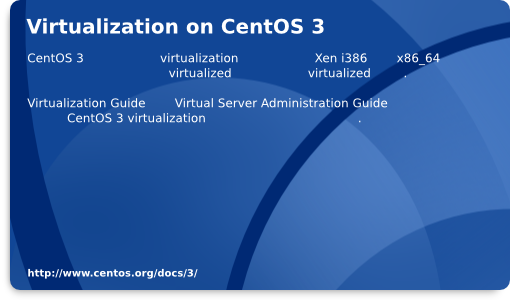 Virtualization on CentOS 3
CentOS 3 virtualization Xen i386 x86_64
virtualized virtualized .
Virtualization Guide Virtual Server Administration Guide
CentOS 3 virtualization .
http://www.centos.org/docs/3/